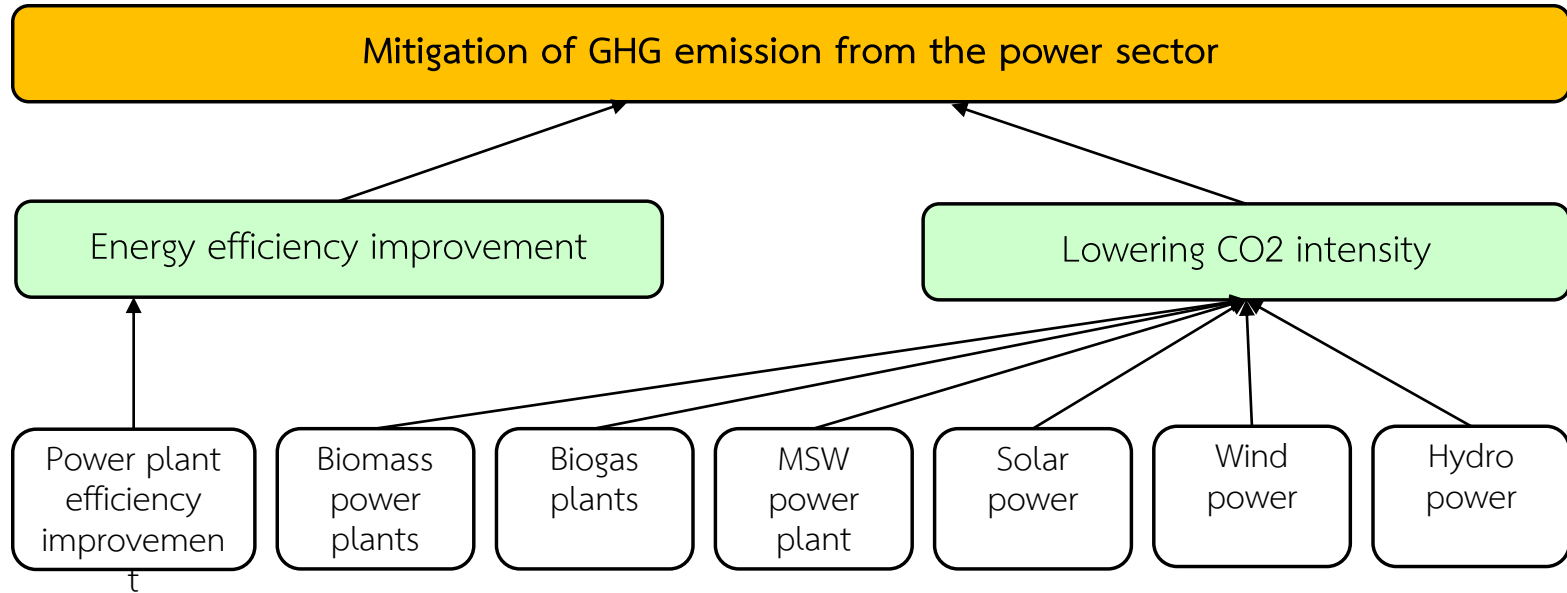 Mitigation of GHG emission from the power sector
Energy efficiency improvement
Lowering CO2 intensity
Power plant
efficiency
improvemen
t
Biomass
power
plants
Biogas
plants
MSW
power
plant
Solar
power
Wind
power
Hydro
power